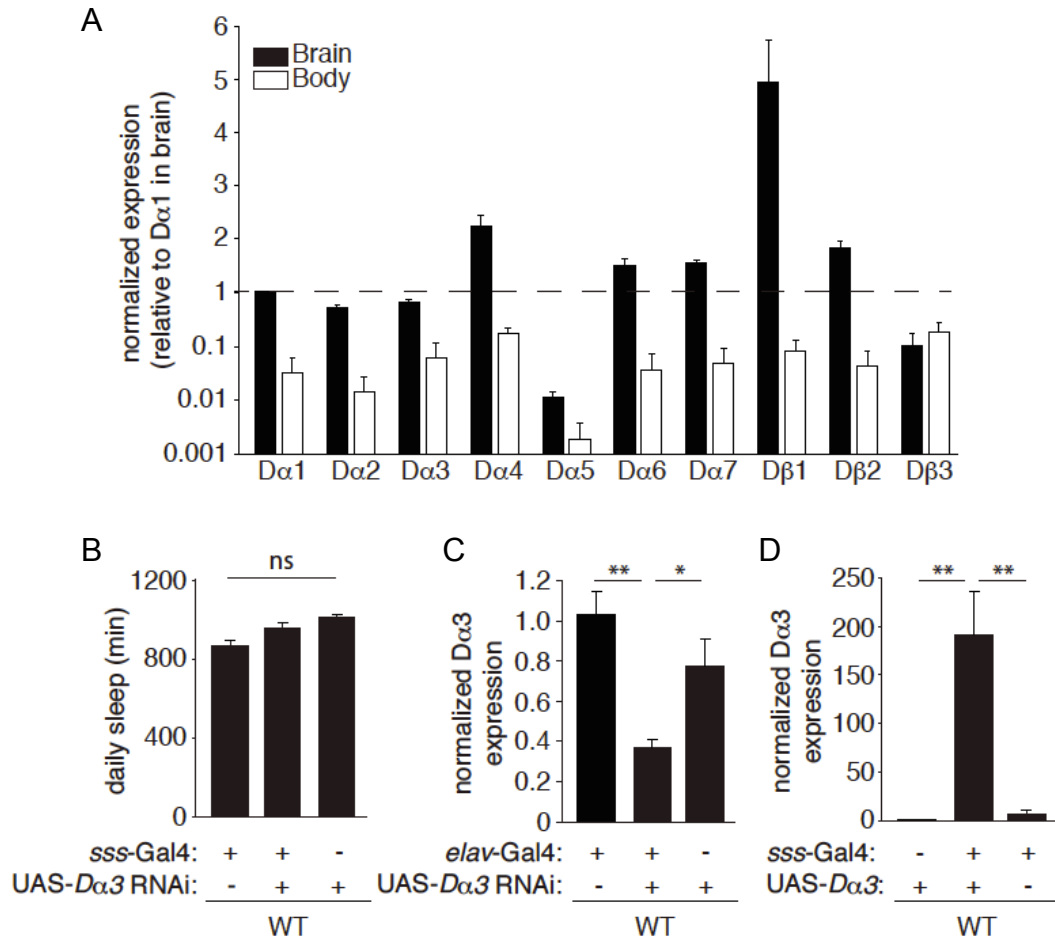 A
normalized expression
(relative to Dα1 in brain)
6
5
4
3
2
1
0.1
0.01
0.001
Brain
Body
Dα1 Dα2 Dα3 Dα4 Dα5 Dα6 Dα7 Dβ1 Dβ2 Dβ3
B
daily sleep (min)
1200
800
400
0
ns
sss-Gal4: + + -
UAS-Dα3 RNAi: - + +
WT
C
normalized Dα3
expression
1.2
1.0
0.8
0.6
0.4
0.2
0
** *
elav-Gal4: + + -
UAS-Dα3 RNAi: - + +
WT
D
normalized Dα3
expression
250
200
150
100
50
0
** **
sss-Gal4: - + +
UAS-Dα3: + + -
WT